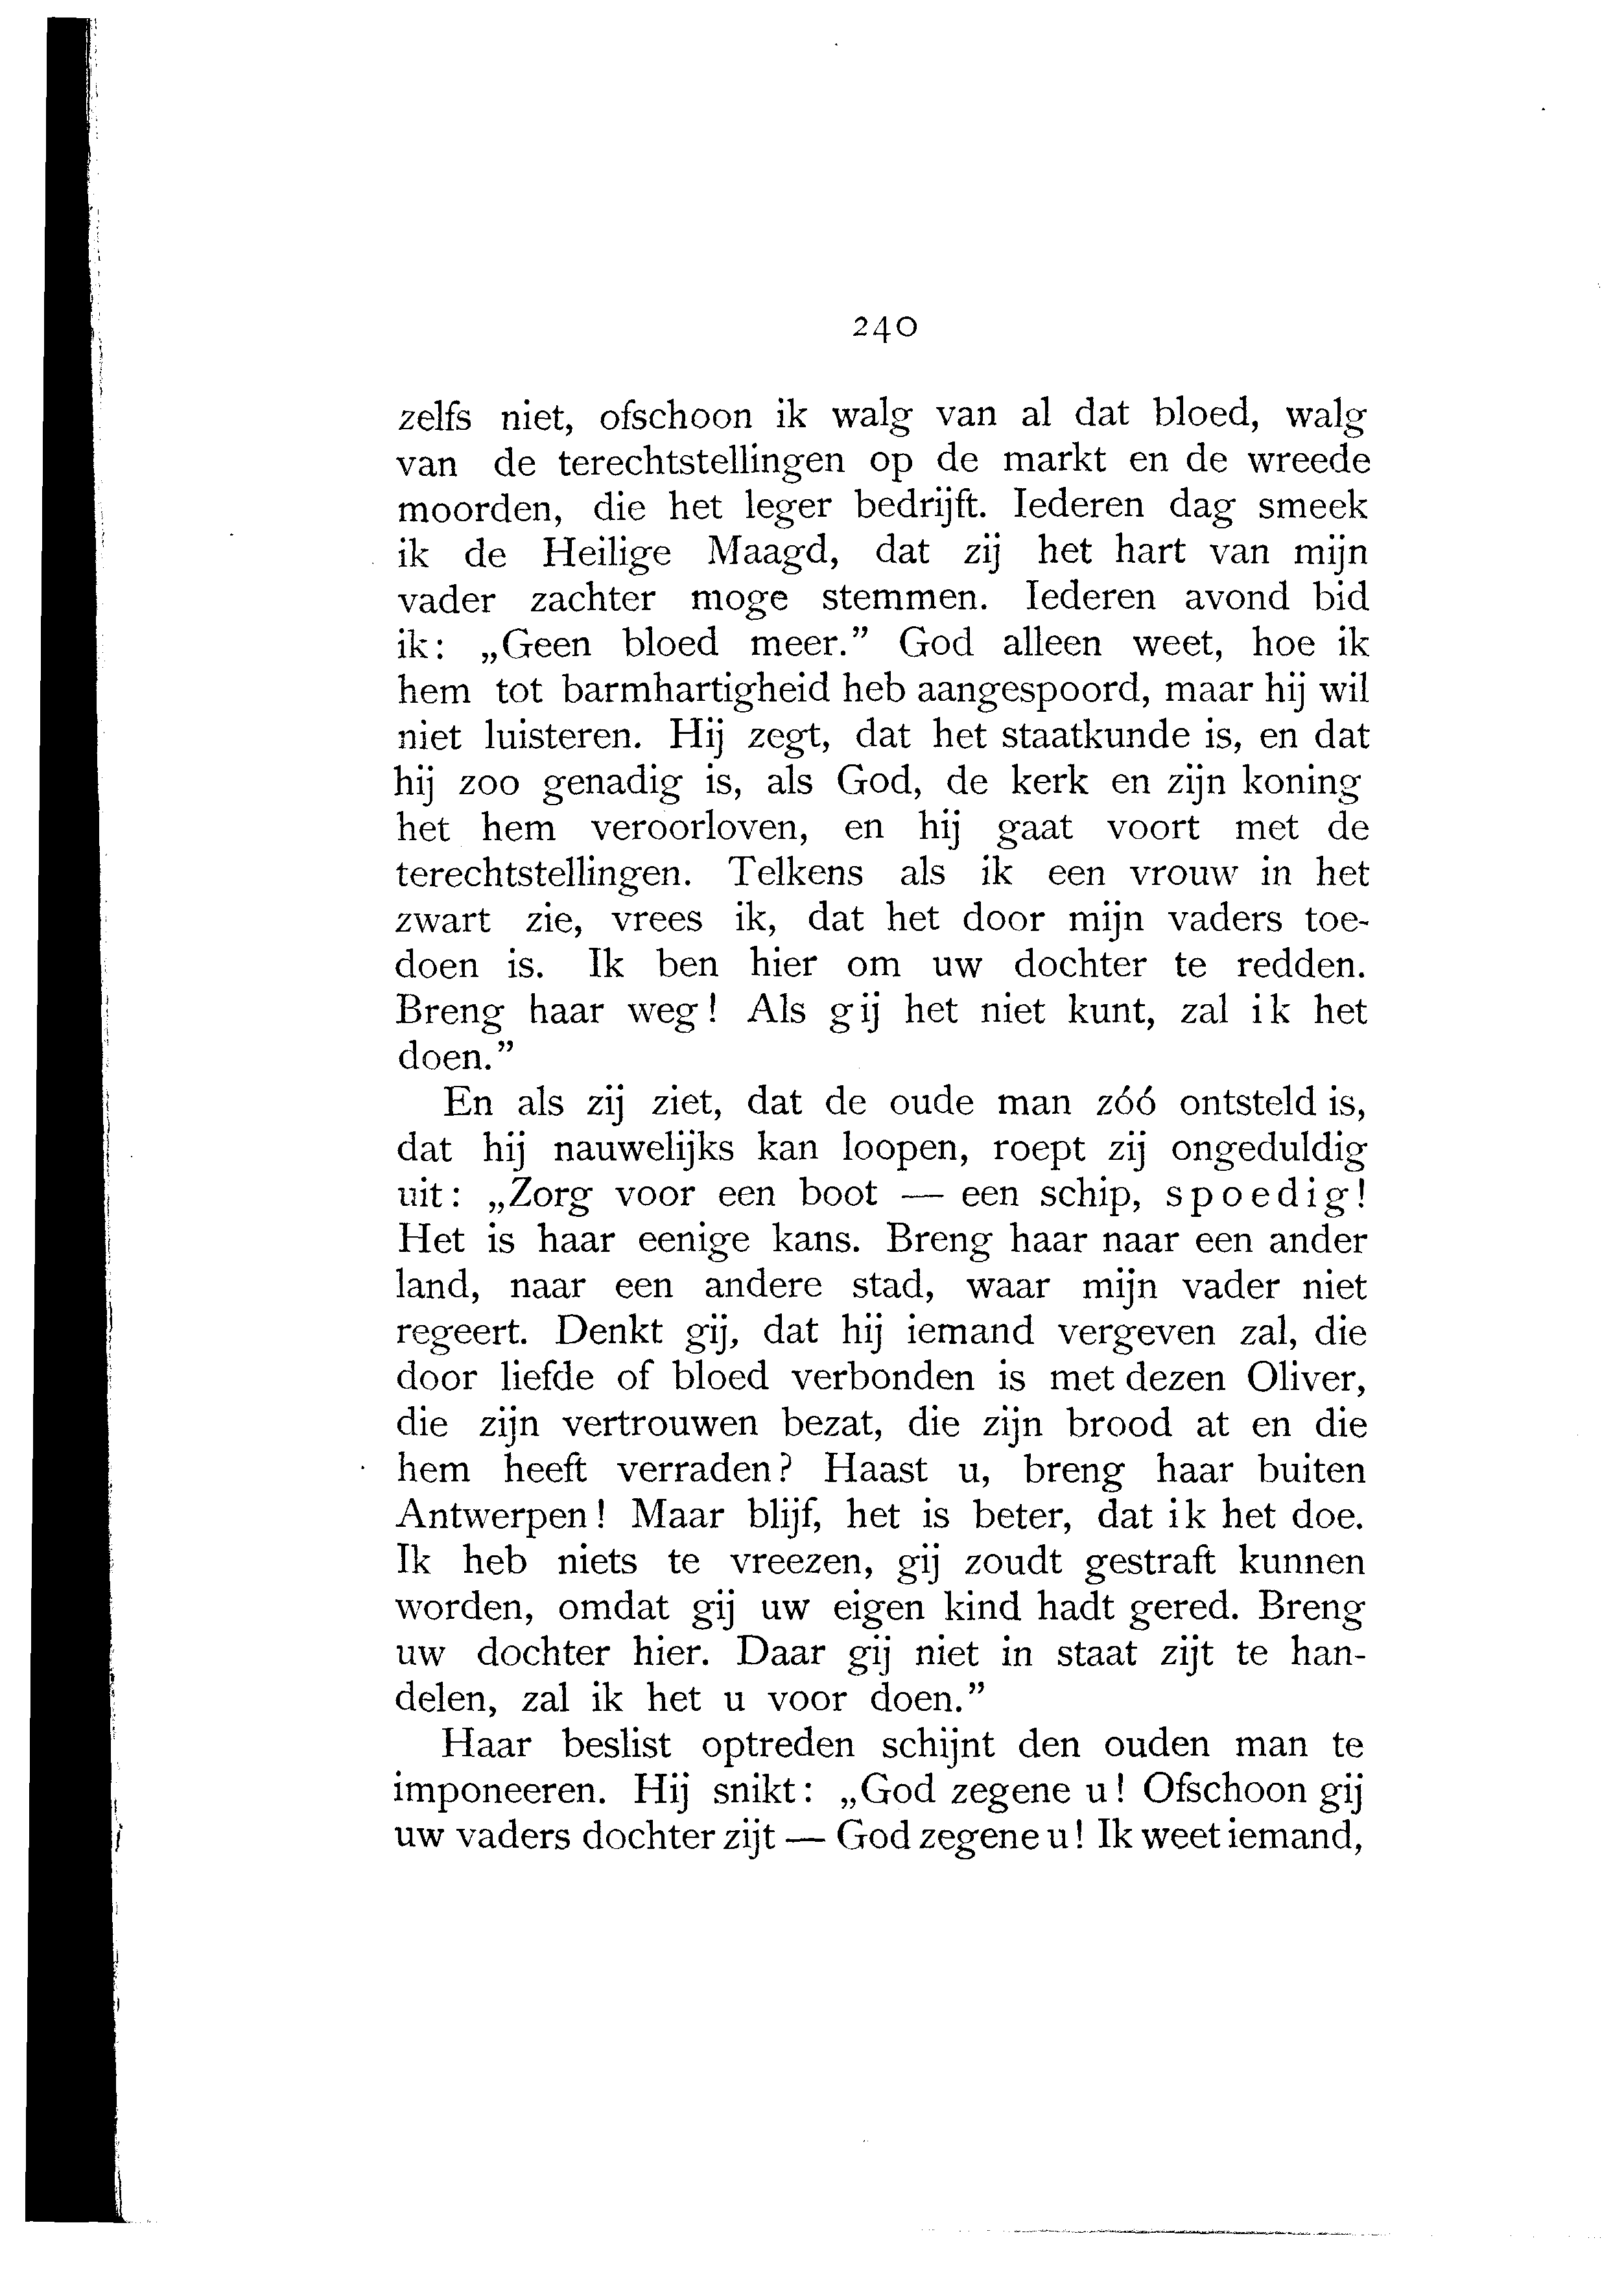 240
zelfs niet, ofschoon ik walg van al dat bloed, walg
van de terechtstellingen op de markt en de wreede
moorden, die het leger bedrijft. Iederen dag smeek
ik de Heilige Maagd, dat zij het hart van mijn
vader zachter moge stemmen. Iederen avond bid
ik: „Geen bloed meer.” God alleen weet, hoe ik
hem tot barmhartigheid heb aangespoord, maar hij wil
niet luisteren. Hij zegt, dat het staatkunde is, en dat
hij zoo genadig is, als God, de kerk en zijn koning
het hem veroorloven, en hij gaat voort met de
terechtstellingen. Telkens als ik een vrouw in het
zwart zie, vrees ik, dat het door mijn vaders toe-
doen is. Ik ben hier om uw dochter te redden.
Breng haar weg! Als gij het niet kunt, zal ik het
doen.”
En als zij ziet, dat de oude man zóó ontsteld is,
dat hij nauwelijks kan loopen, roept zij ongeduldig
uit: „Zorg voor een boot — een schip, spoedig!
Het is haar eenige kans. Breng haar naar een ander
land, naar een andere stad, waar mijn vader niet
regeert. Denkt gij, dat hij iemand vergeven zal, die
door liefde of bloed verbonden is met dezen Oliver,
die zijn vertrouwen bezat, die zijn brood at en die
hem heeft verraden? Haast u, breng haar buiten
Antwerpen! Maar blijf, het is beter, dat ik het doe.
Ik heb niets te vreezen, gij zoudt gestraft kunnen
worden, omdat gij uw eigen kind hadt gered. Breng
uw dochter hier. Daar gij niet in staat zijt te han-
delen, zal ik het u voor doen.”
Haar beslist optreden schijnt den ouden man te
imponeeren. Hij snikt: „God zegene u! Ofschoon gij
uw vaders dochter zijt — God zegene u! Ik weet iemand,